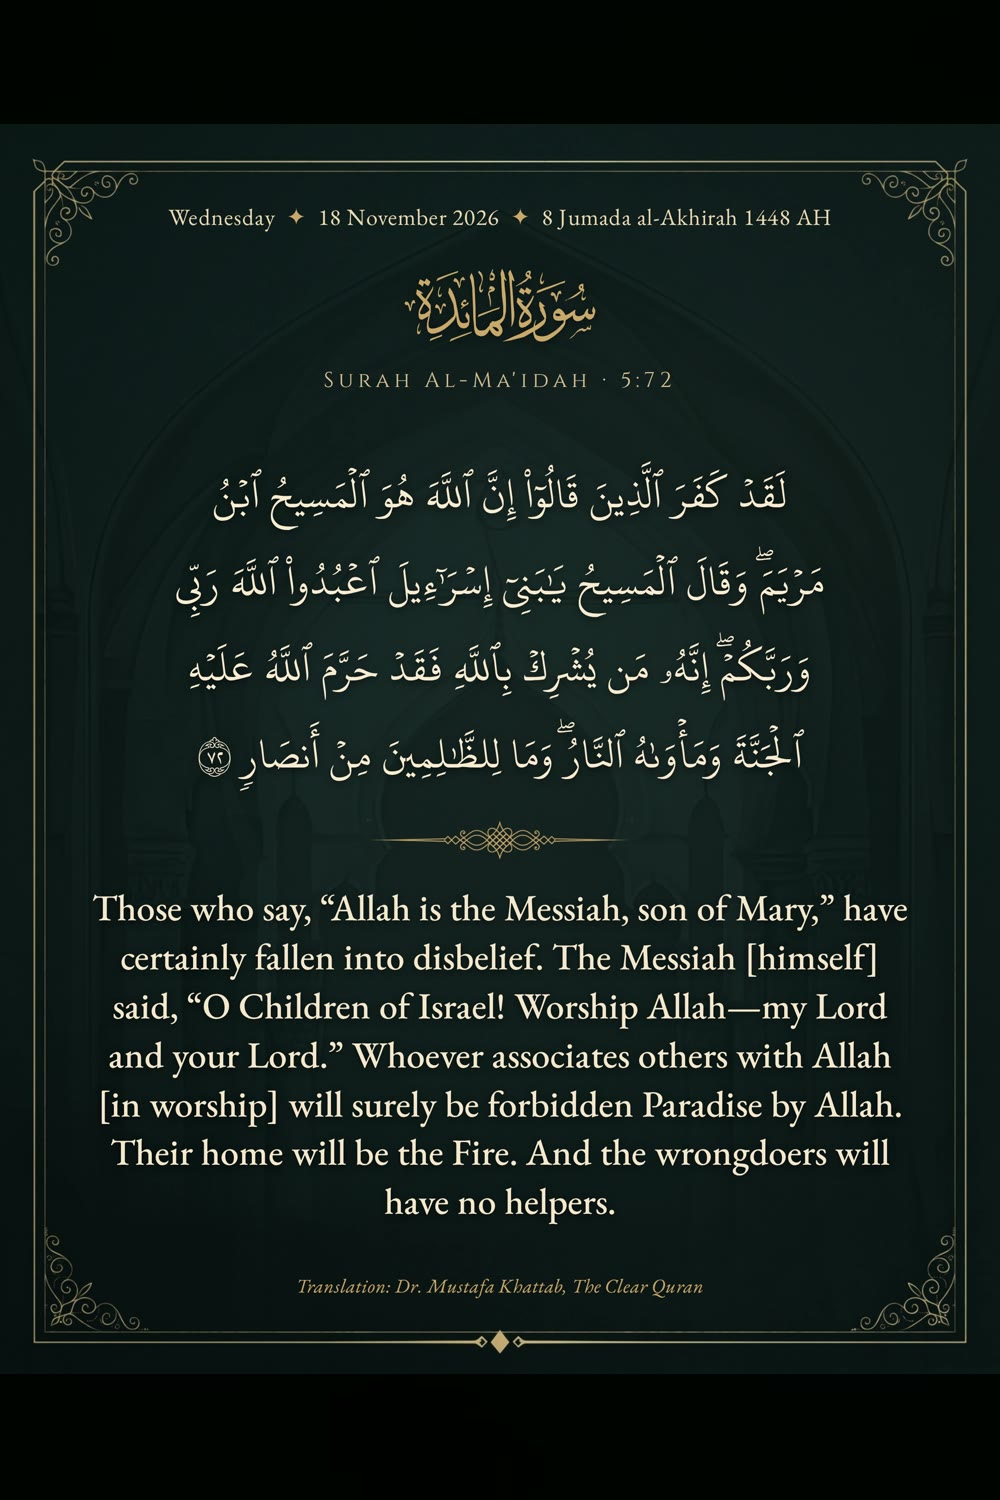 Wednesday ✦ 18 November 2026 ✦ 8 Jumada al-Akhirah 1448 AH
سُورَةُ المَائِدَةِ
SURAH AL-MA'IDAH · 5:72
لَقَدۡ كَفَرَ ٱلَّذِينَ قَالُوٓاْ إِنَّ ٱللَّهَ هُوَ ٱلۡمَسِيحُ ٱبۡنُ
مَرۡيَمَۖ وَقَالَ ٱلۡمَسِيحُ يَٰبَنِيٓ إِسۡرَٰٓءِيلَ ٱعۡبُدُواْ ٱللَّهَ رَبِّي
وَرَبَّكُمۡۖ إِنَّهُۥ مَن يُشۡرِكۡ بِٱللَّهِ فَقَدۡ حَرَّمَ ٱللَّهُ عَلَيۡهِ
ٱلۡجَنَّةَ وَمَأۡوَىٰهُ ٱلنَّارُۖ وَمَا لِلظَّٰلِمِينَ مِنۡ أَنصَارٖ ٧٢
Those who say, “Allah is the Messiah, son of Mary,” have
certainly fallen into disbelief. The Messiah [himself]
said, “O Children of Israel! Worship Allah—my Lord
and your Lord.” Whoever associates others with Allah
[in worship] will surely be forbidden Paradise by Allah.
Their home will be the Fire. And the wrongdoers will
have no helpers.
Translation: Dr. Mustafa Khattab, The Clear Quran